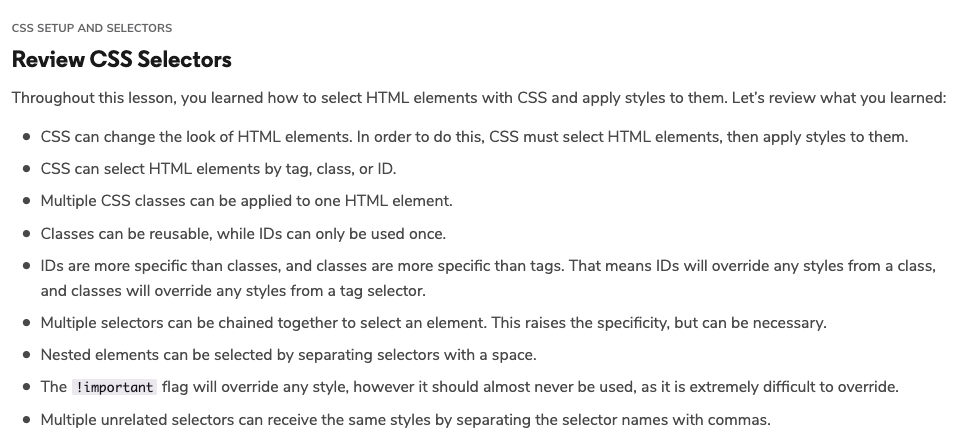 CSS SETUP AND SELECTORS
Review CSS Selectors
Throughout this lesson, you learned how to select HTML elements with CSS and apply styles to them. Let's review what you learned:
• CSS can change the look of HTML elements. In order to do this, CSS must select HTML elements, then apply styles to them.
• CSS can select HTML elements by tag, class, or ID.
• Multiple CSS classes can be applied to one HTML element.
• Classes can be reusable, while IDs can only be used once.
• IDs are more specific than classes, and classes are more specific than tags. That means IDs will override any styles from a class,
and classes will override any styles from a tag selector.
• Multiple selectors can be chained together to select an element. This raises the specificity, but can be necessary.
• Nested elements can be selected by separating selectors with a space.
• The !important flag will override any style, however it should almost never be used, as it is extremely difficult to override.
• Multiple unrelated selectors can receive the same styles by separating the selector names with commas.